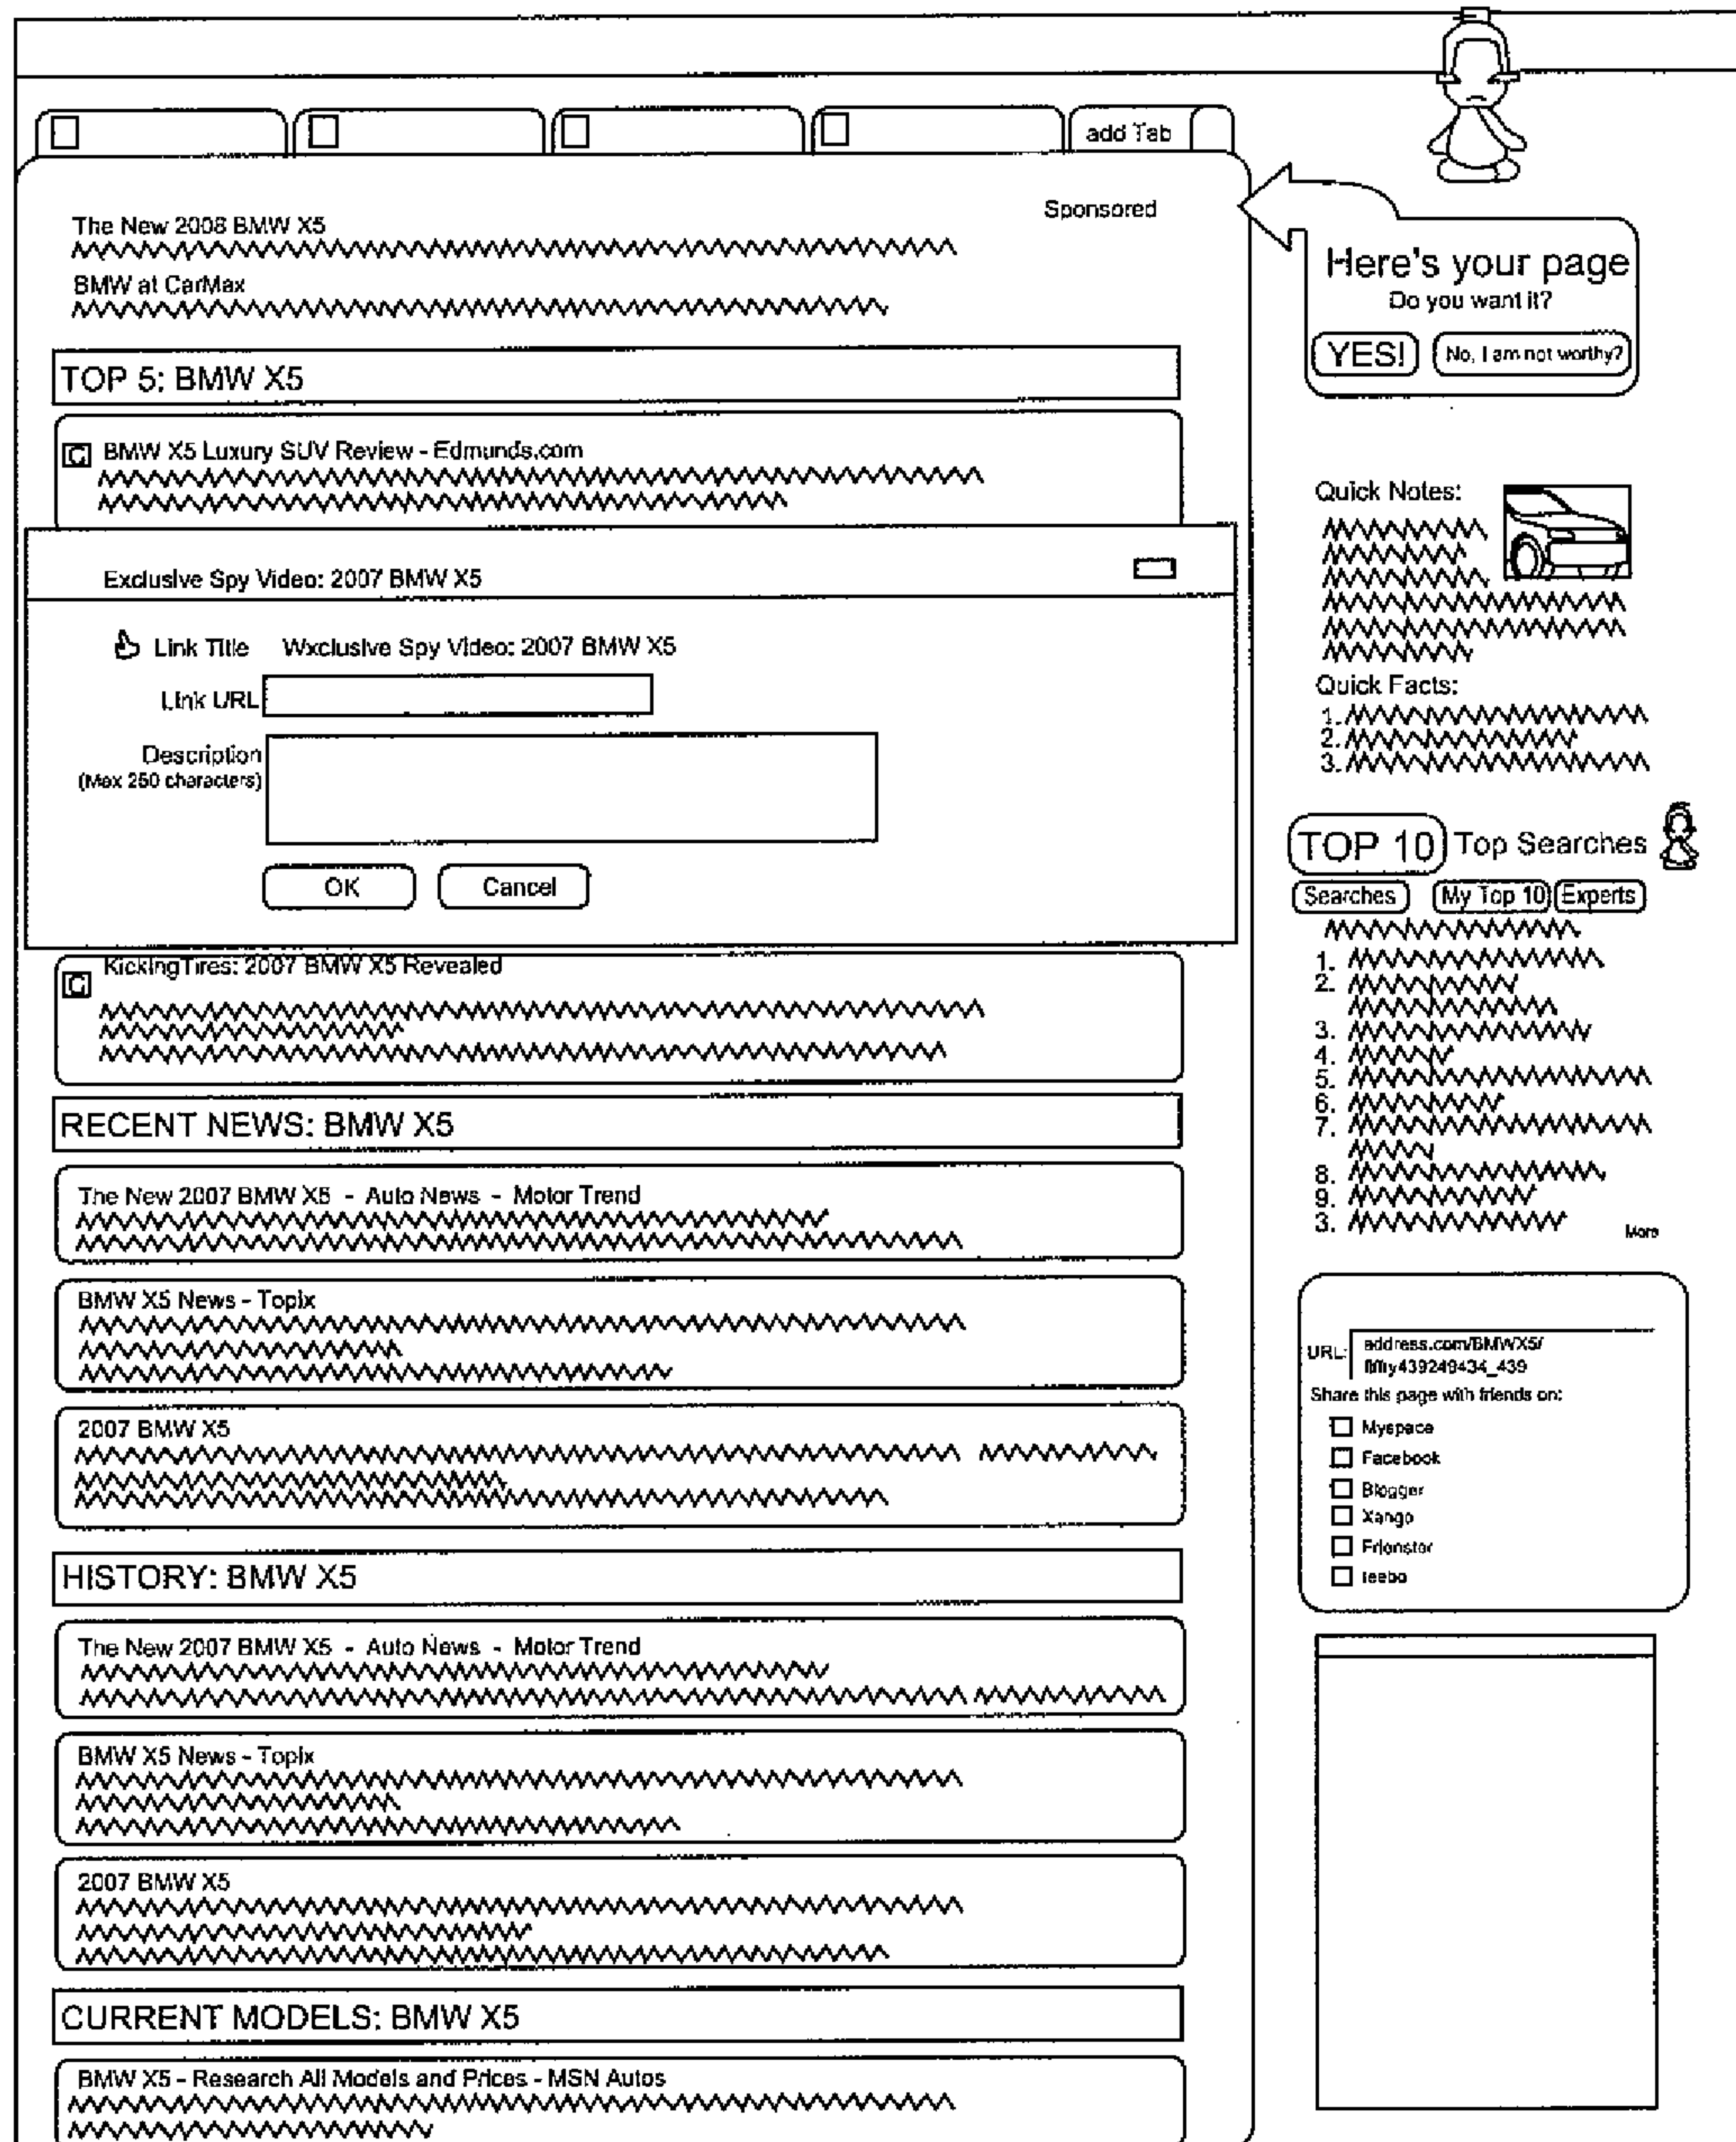 add Tab
Sponsored
The New 2008 BMW X5
BMW at CarMax
TOP 5: BMW X5
C BMW X5 Luxury SUV Review - Edmunds.com
Exclusive Spy Video: 2007 BMW X5
Link Title Wxclusive Spy Video: 2007 BMW X5
Link URL
Description
(Max 250 characters)
OK Cancel
KickingTires: 2007 BMW X5 Revealed
C
RECENT NEWS: BMW X5
The New 2007 BMW X5 - Auto News - Motor Trend
BMW X5 News - Topix
2007 BMW X5
HISTORY: BMW X5
The New 2007 BMW X5 - Auto News - Motor Trend
BMW X5 News - Topix
2007 BMW X5
CURRENT MODELS: BMW X5
BMW X5 - Research All Models and Prices - MSN Autos
Here's your page
Do you want it?
YES! No, I am not worthy?
Quick Notes:
Quick Facts:
1.
2.
3.
TOP 10 Top Searches
Searches My Top 10 Experts
1.
2.
3.
4.
5.
6.
7.
8.
9.
3.
More
URL: address.com/BMWX5/
Share this page with friends on:
Myspace
Facebook
Blogger
Xango